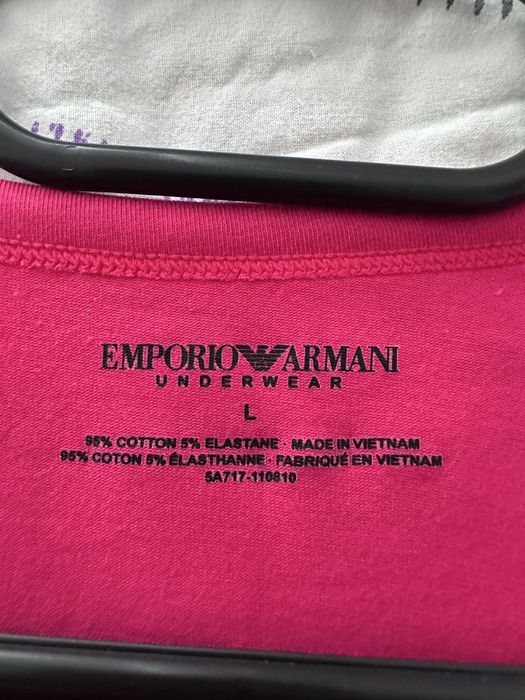 EMPORIO ARMANI
UNDERWEAR
L
95% COTTON 5% ELASTANE · MADE IN VIETNAM
95% COTON 5% ÉLASTHANNE · FABRIQUÉ EN VIETNAM
5A717-110810